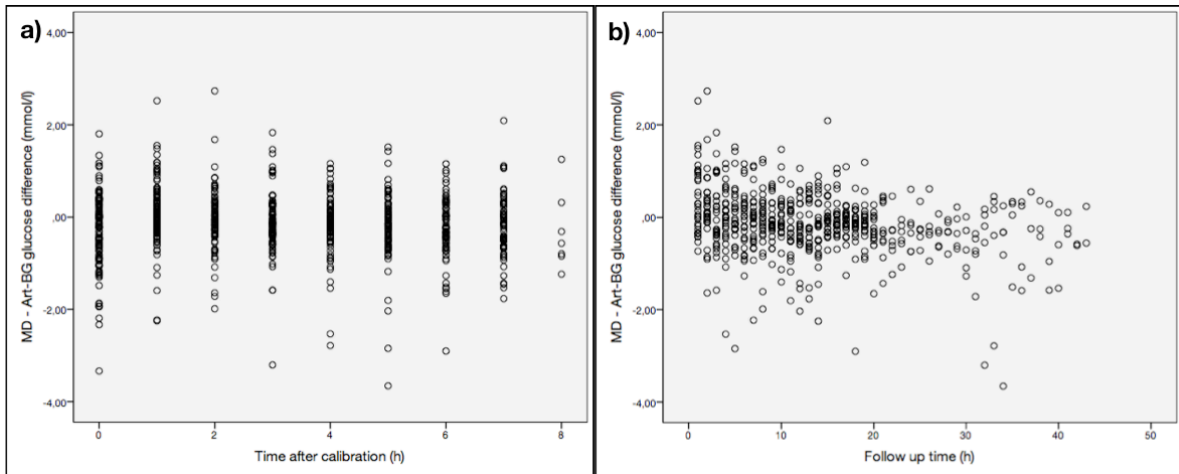 a)
MD - Art-BG glucose difference (mmol/l)
4,00
2,00
,00
-2,00
-4,00
0 2 4 6 8
Time after calibration (h)
b)
MD - Art-BG glucose difference (mmol/l)
4,00
2,00
,00
-2,00
-4,00
0 10 20 30 40 50
Follow up time (h)